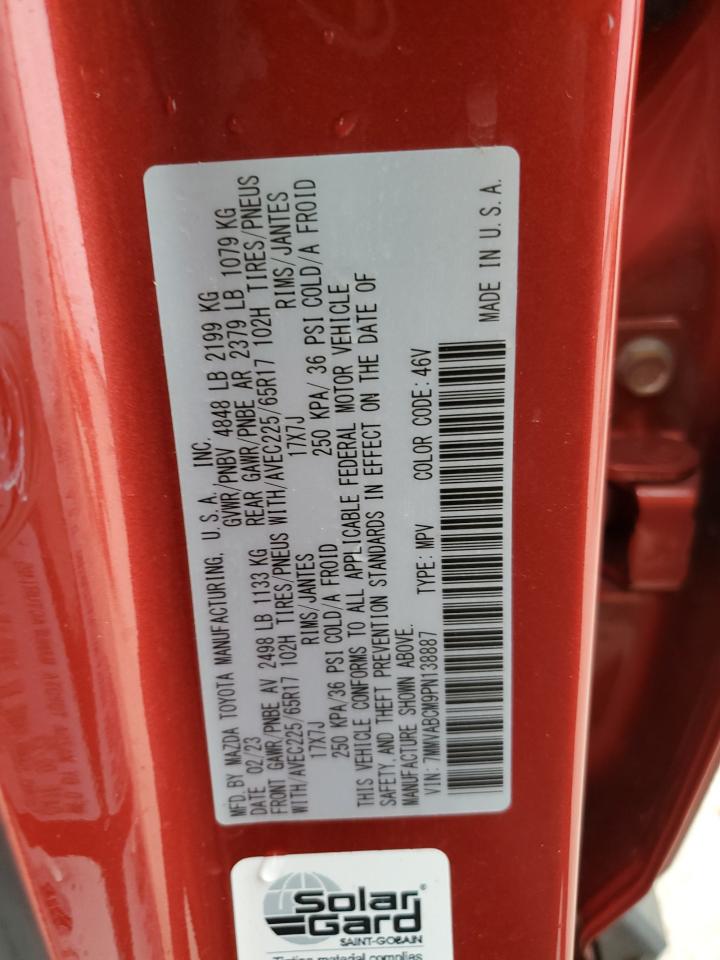 MFD.BY MAZDA TOYOTA MANUFACTURING, U.S.A, INC.
DATE 02/23 GVWR/PNBV 4848 LB 2199 KG
FRONT GAWR/PNBE AV 2498 LB 1133 KG REAR GAWR/PNBE AR 2379 LB 1079 KG
WITH/AVEC225/65R17 102H TIRES/PNEUS WITH/AVEC225/65R17 102H TIRES/PNEUS
17X7J RIMS/JANTES 17X7J RIMS/JANTES
250 KPA/36 PSI COLD/A FROID 250 KPA/ 36 PSI COLD/A FROID
THIS VEHICLE CONFORMS TO ALL APPLICABLE FEDERAL MOTOR VEHICLE
SAFETY,AND THEFT PREVENTION STANDARDS IN EFFECT ON THE DATE OF
MANUFACTURE SHOWN ABOVE.
VIN: 7MMVABCM9PN138887 TYPE: MPV COLOR CODE: 46V
MADE IN U.S.A.
Solar
Gard®
SAINT-GOBAIN
material complies